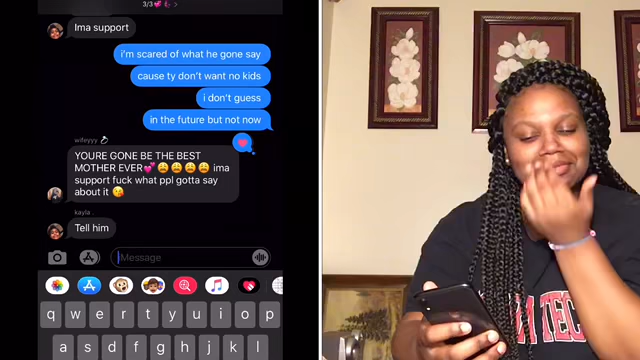 3/3💞💋 >
Ima support
i'm scared of what he gone say
cause ty don't want no kids
i don't guess
in the future but not now
wifeyyy 💍
YOURE GONE BE THE BEST
MOTHER EVER💞😩😩😩😩 ima
support fuck what ppl gotta say
about it 😘
kayla .
Tell him
Message
q w e r t y u i o p
a s d f g h j k l
TEC